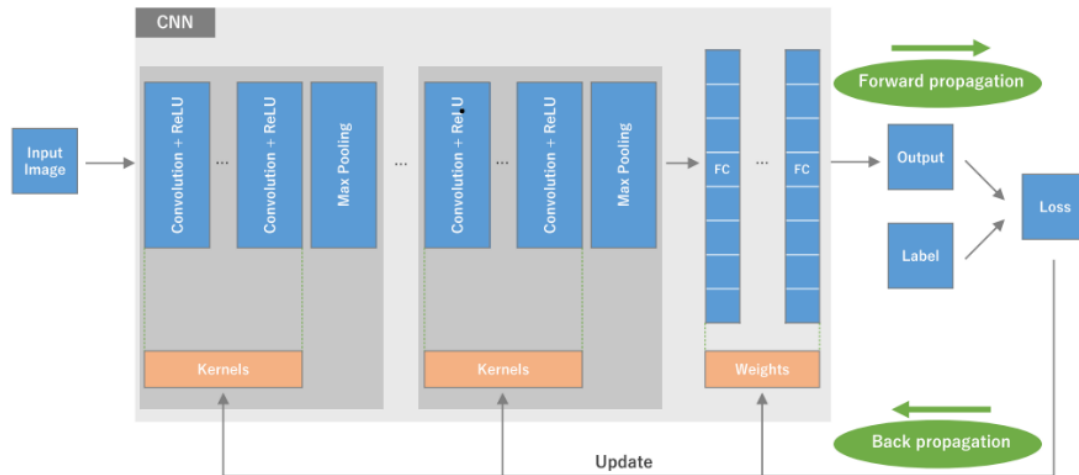 CNN
Forward propagation
Input
Image
Convolution + ReLU
...
Convolution + ReLU
Max Pooling
...
Convolution + ReLU
...
Convolution + ReLU
Max Pooling
FC
...
FC
Output
Label
Loss
Kernels
Kernels
Weights
Back propagation
Update